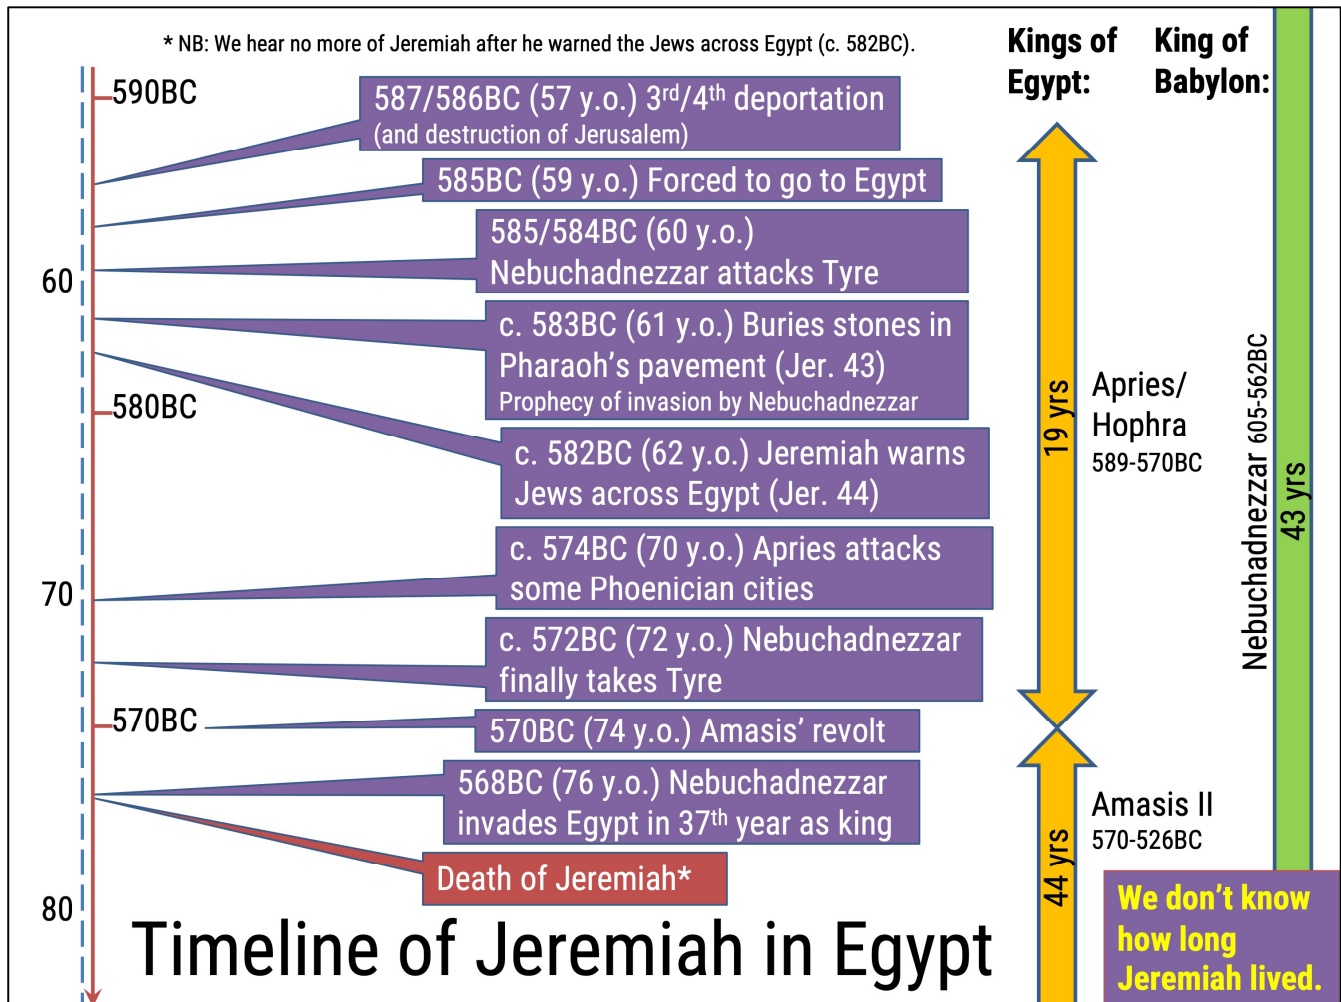 * NB: We hear no more of Jeremiah after he warned the Jews across Egypt (c. 582BC).
Kings of
Egypt:
King of
Babylon:
590BC
587/586BC (57 y.o.) 3rd/4th deportation
(and destruction of Jerusalem)
585BC (59 y.o.) Forced to go to Egypt
585/584BC (60 y.o.)
Nebuchadnezzar attacks Tyre
60
c. 583BC (61 y.o.) Buries stones in
Pharaoh’s pavement (Jer. 43)
Prophecy of invasion by Nebuchadnezzar
580BC
c. 582BC (62 y.o.) Jeremiah warns
Jews across Egypt (Jer. 44)
19 yrs
Apries/
Hophra
589-570BC
Nebuchadnezzar 605-562BC
43 yrs
c. 574BC (70 y.o.) Apries attacks
some Phoenician cities
70
c. 572BC (72 y.o.) Nebuchadnezzar
finally takes Tyre
570BC
570BC (74 y.o.) Amasis’ revolt
568BC (76 y.o.) Nebuchadnezzar
invades Egypt in 37th year as king
44 yrs
Amasis II
570-526BC
Death of Jeremiah*
80
Timeline of Jeremiah in Egypt
We don’t know
how long
Jeremiah lived.